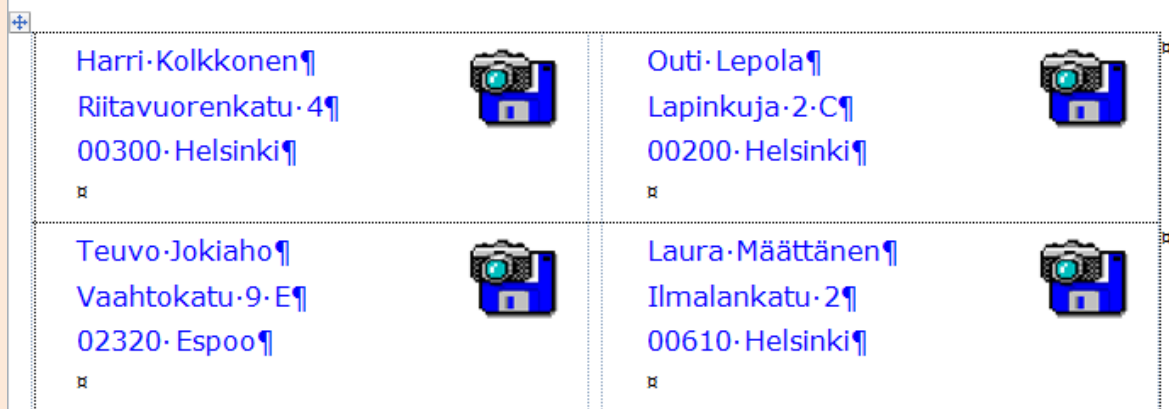 Harri·Kolkkonen¶
Riitavuorenkatu·4¶
00300·Helsinki¶
¤
Outi·Lepola¶
Lapinkuja·2·C¶
00200·Helsinki¶
¤
¤
Teuvo·Jokiaho¶
Vaahtokatu·9·E¶
02320·Espoo¶
¤
Laura·Määttänen¶
Ilmalankatu·2¶
00610·Helsinki¶
¤
¤